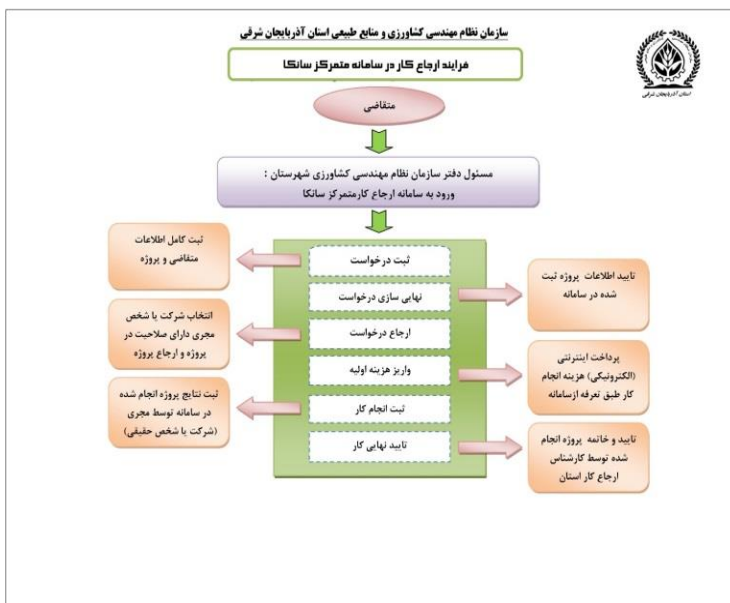 سازمان نظام مهندسی کشاورزی و منابع طبیعی استان آذربایجان شرقی
فرایند ارجاع کار در سامانه متمرکز سانکا
استان آذربایجان شرقی
متقاضی
مسئول دفتر سازمان نظام مهندسی کشاورزی شهرستان :
ورود به سامانه ارجاع کارمتمرکز سانکا
ثبت درخواست
ثبت کامل اطلاعات
متقاضی و پروژه
نهایی سازی درخواست
تایید اطلاعات پروژه ثبت
شده در سامانه
ارجاع درخواست
انتخاب شرکت یا شخص
مجری دارای صلاحیت در
پروژه و ارجاع پروژه
واریز هزینه اولیه
پرداخت اینترنتی
(الکترونیکی) هزینه انجام
کار طبق تعرفه ازسامانه
ثبت انجام کار
ثبت نتایج پروژه انجام شده
در سامانه توسط مجری
(شرکت یا شخص حقیقی)
تایید نهایی کار
تایید و خاتمه پروژه انجام
شده توسط کارشناس
ارجاع کار استان